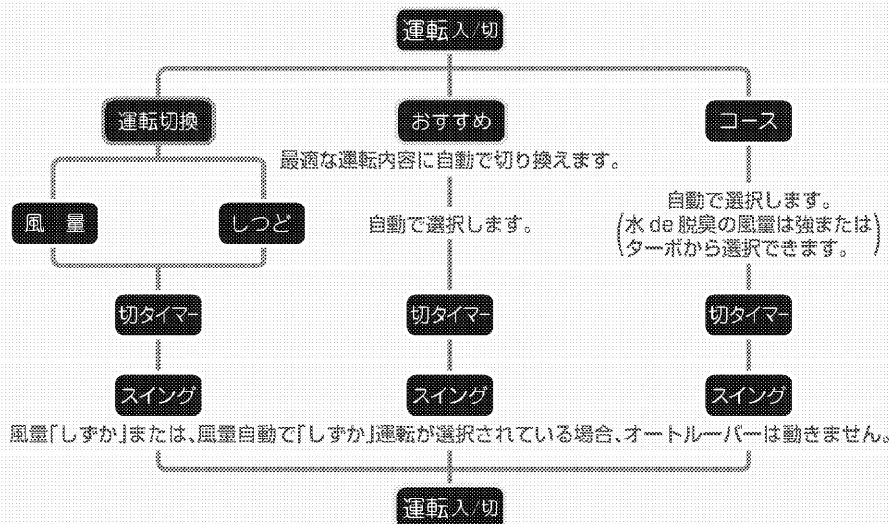 運転入/切
運転切換
おすすめ
コース
最適な運転内容に自動で切り換えます。
風 量
しつど
自動で選択します。
自動で選択します。
(水 de 脱臭の風量は強または
ターボから選択できます。)
切タイマー
切タイマー
切タイマー
スイング
スイング
スイング
風量「しずか」または、風量自動で「しずか」運転が選択されている場合、オートルーバーは動きません。
運転入/切